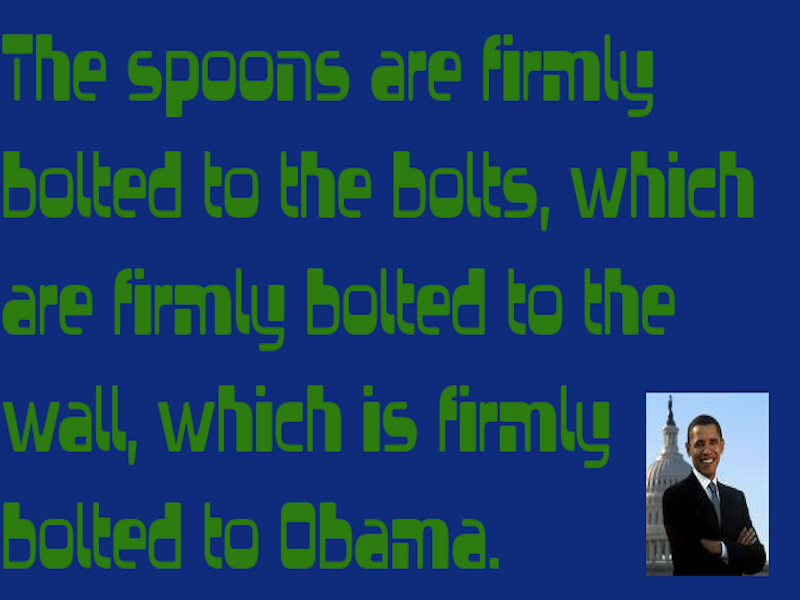 The spoons are firmly
bolted to the bolts, which
are firmly bolted to the
wall, which is firmly
bolted to Obama.